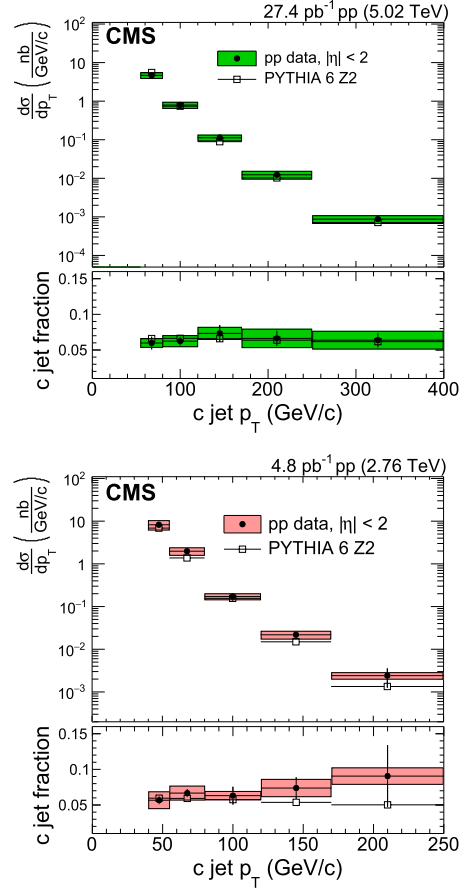 27.4 pb⁻¹ pp (5.02 TeV)
10²
CMS
dσ/dp_T (nb/GeV/c)
pp data, |η| < 2
PYTHIA 6 Z2
10
1
10⁻¹
10⁻²
10⁻³
10⁻⁴
c jet fraction
0.15
0.1
0.05
0 100 200 300 400
c jet p_T (GeV/c)
4.8 pb⁻¹ pp (2.76 TeV)
10²
CMS
dσ/dp_T (nb/GeV/c)
pp data, |η| < 2
PYTHIA 6 Z2
10
1
10⁻¹
10⁻²
10⁻³
c jet fraction
0.15
0.1
0.05
0 50 100 150 200 250
c jet p_T (GeV/c)